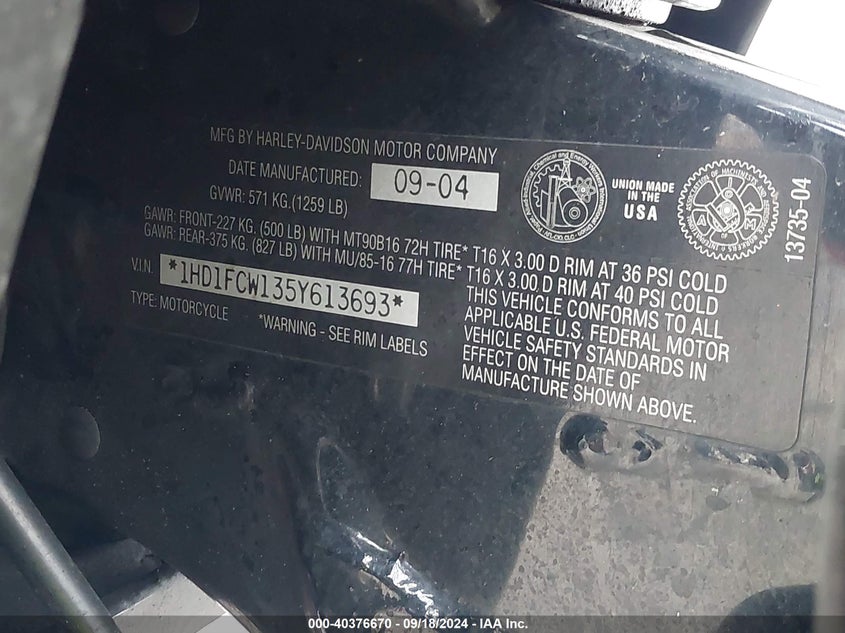 MFG BY HARLEY-DAVIDSON MOTOR COMPANY
DATE MANUFACTURED: 09-04
GVWR: 571 KG.(1259 LB)
GAWR: FRONT-227 KG. (500 LB) WITH MT90B16 72H TIRE* T16 X 3.00 D RIM AT 36 PSI COLD
GAWR: REAR-375 KG. (827 LB) WITH MU/85-16 77H TIRE* T16 X 3.00 D RIM AT 40 PSI COLD
V.I.N. *1HD1FCW135Y613693*
TYPE: MOTORCYCLE
*WARNING - SEE RIM LABELS
THIS VEHICLE CONFORMS TO ALL
APPLICABLE U.S. FEDERAL MOTOR
VEHICLE SAFETY STANDARDS IN
EFFECT ON THE DATE OF
MANUFACTURE SHOWN ABOVE.
UNION MADE
IN THE
USA
13735-04
000-40376670 - 09/18/2024 - IAA Inc.